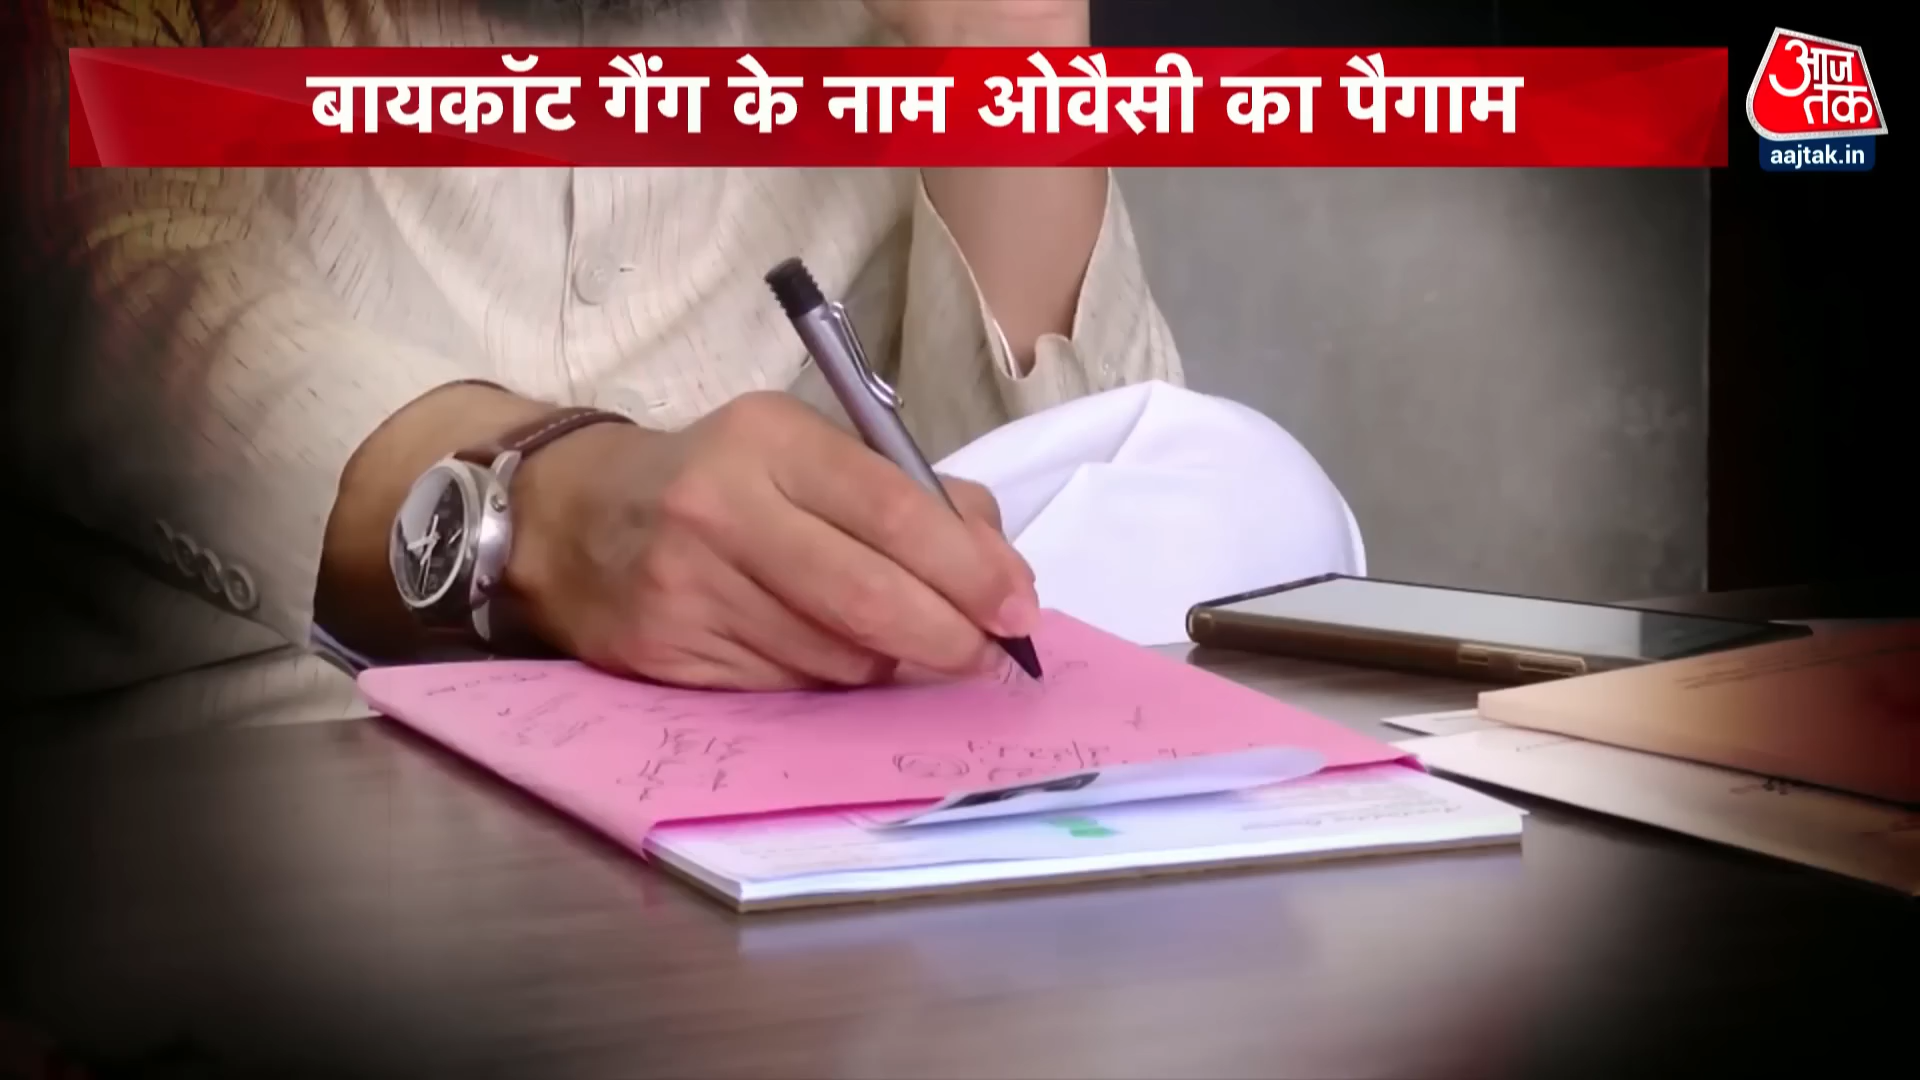 बायकॉट गैंग के नाम ओवैसी का पैगाम
आज
तक
aajtak.in